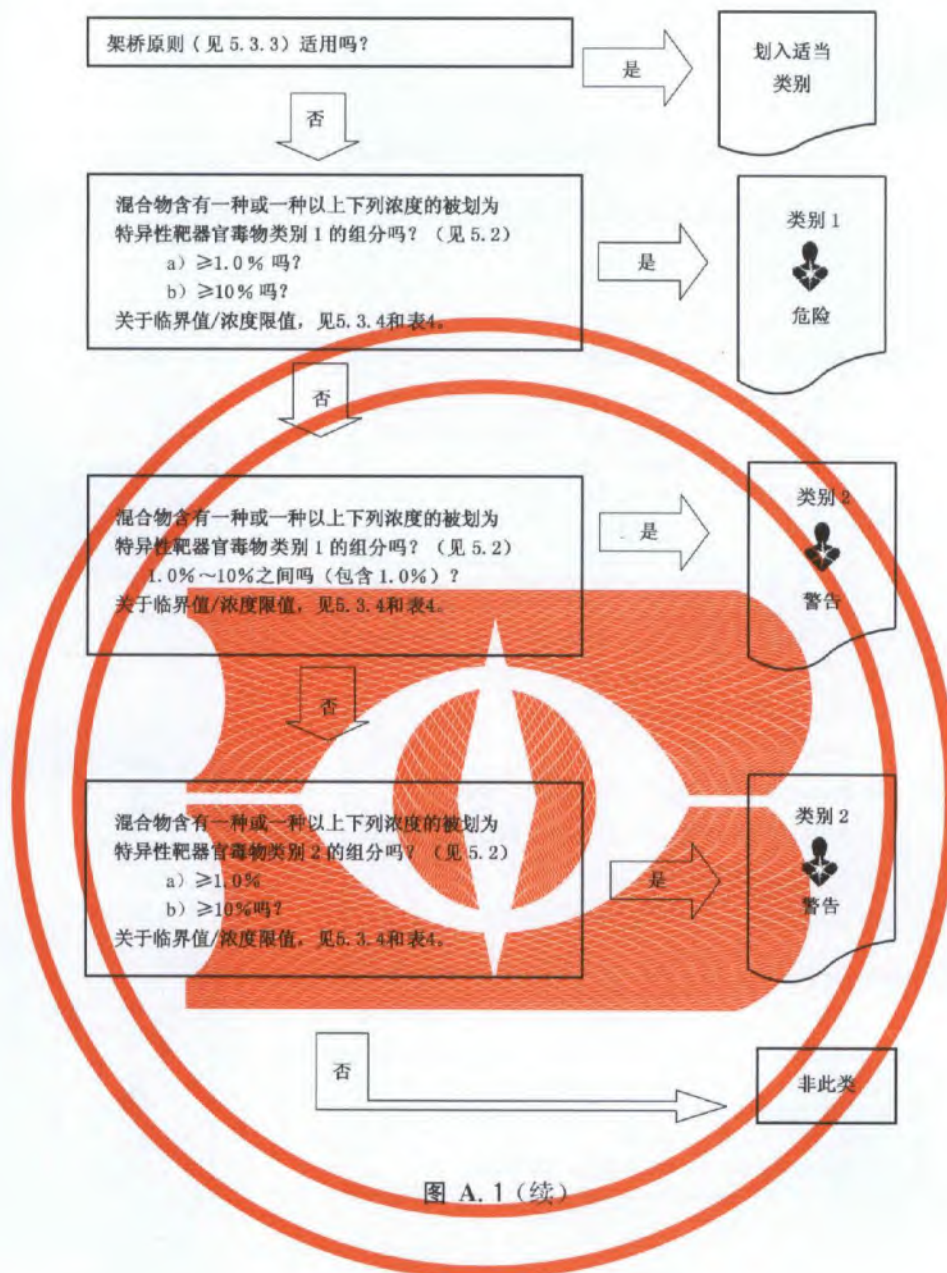 架桥原则（见 5.3.3）适用吗？
是
划入适当
类别
否
混合物含有一种或一种以上下列浓度的被划为
特异性靶器官毒物类别 1 的组分吗？（见 5.2）
a）≥1.0% 吗？
b）≥10% 吗？
关于临界值/浓度限值，见5.3.4和表4。
是
类别 1
危险
否
混合物含有一种或一种以上下列浓度的被划为
特异性靶器官毒物类别 1 的组分吗？（见 5.2）
1.0%～10%之间吗（包含 1.0%）？
关于临界值/浓度限值，见5.3.4和表4。
是
类别 2
警告
否
混合物含有一种或一种以上下列浓度的被划为
特异性靶器官毒物类别 2 的组分吗？（见 5.2）
a）≥1.0%
b）≥10%吗？
关于临界值/浓度限值，见5.3.4和表4。
是
类别 2
警告
否
非此类
图 A.1（续）